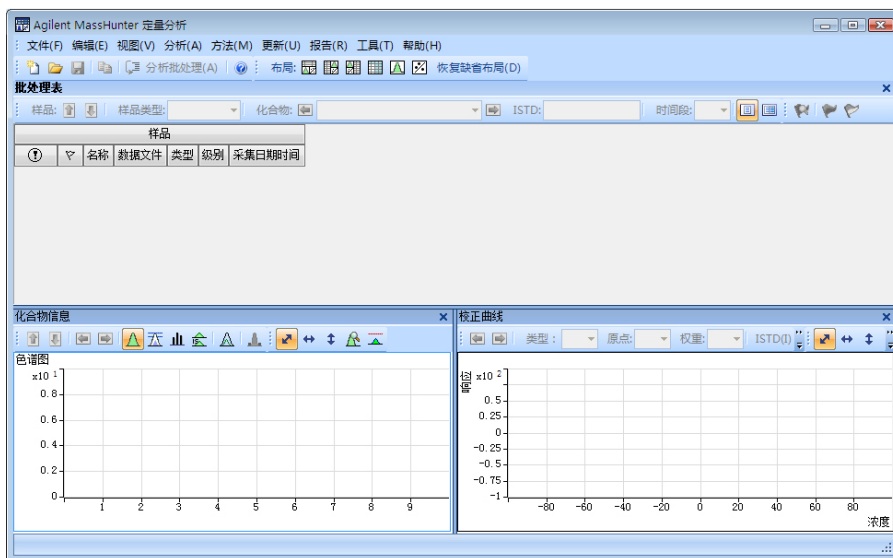 Agilent MassHunter 定量分析
文件(F) 编辑(E) 视图(V) 分析(A) 方法(M) 更新(U) 报告(R) 工具(T) 帮助(H)
分析批处理(A) 布局: 恢复缺省布局(D)
批处理表
样品: 样品类型: 化合物: ISTD: 时间段:
样品
名称 数据文件 类型 级别 采集日期时间
化合物信息
色谱图
x10 1
0.8
0.6
0.4
0.2
0
1 2 3 4 5 6 7 8 9
校正曲线
类型: 原点: 权重: ISTD(I)
响应 x10 2
0.5
0.25
0
-0.25
-0.5
-0.75
-1
-80 -60 -40 -20 0 20 40 60 80
浓度